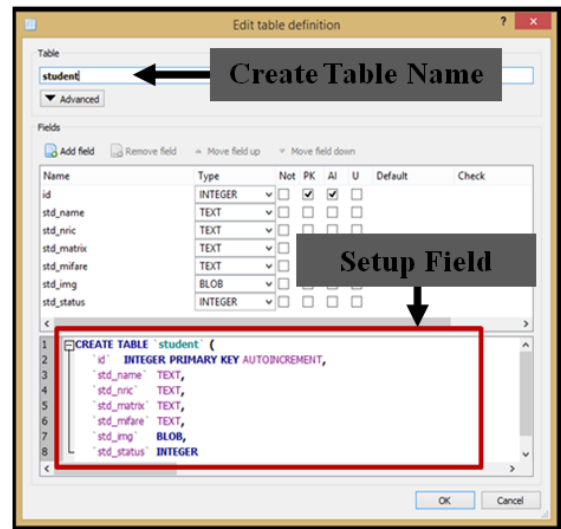 Edit table definition
? ×
Table
student
Create Table Name
Advanced
Fields
Add field Remove field Move field up Move field down
Name Type Not PK AI U Default Check
id INTEGER
std_name TEXT
std_nric TEXT
std_matrix TEXT
std_mifare TEXT
std_img BLOB
std_status INTEGER
Setup Field
1 CREATE TABLE `student` (
2 `id` INTEGER PRIMARY KEY AUTOINCREMENT,
3 `std_name` TEXT,
4 `std_nric` TEXT,
5 `std_matrix` TEXT,
6 `std_mifare` TEXT,
7 `std_img` BLOB,
8 `std_status` INTEGER
OK Cancel